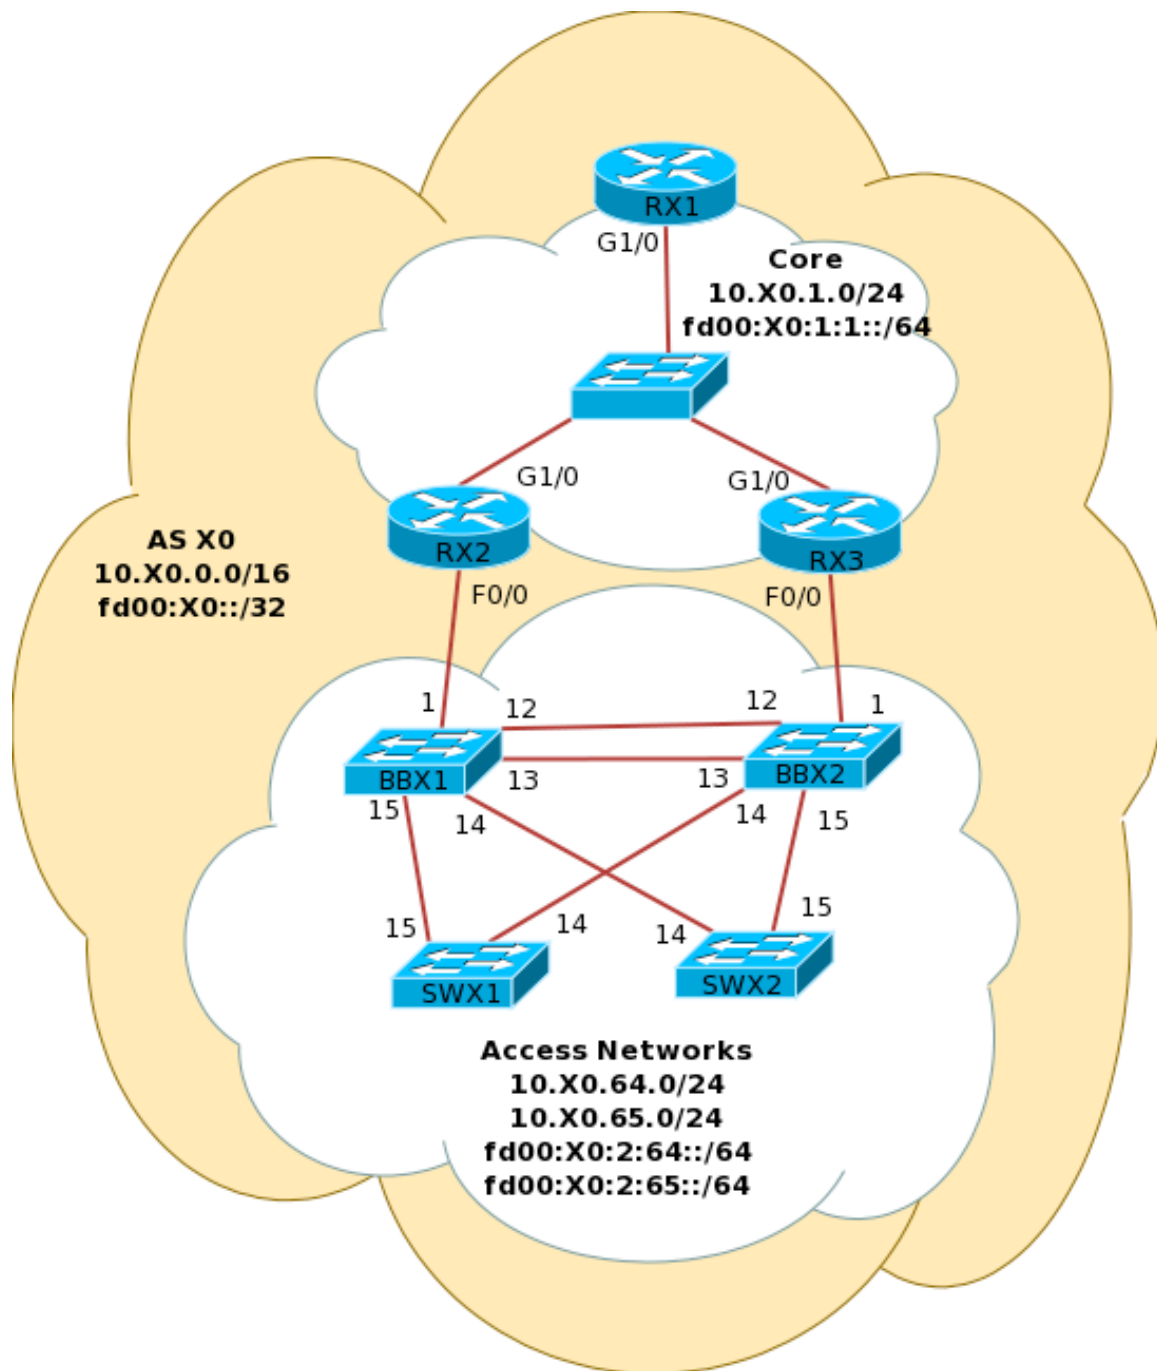 RX1
G1/0
Core
10.X0.1.0/24
fd00:X0:1:1::/64
G1/0
G1/0
RX2
RX3
AS X0
10.X0.0.0/16
fd00:X0::/32
F0/0
F0/0
1
12
12
1
BBX1
BBX2
13
13
15
14
14
15
15
14
14
15
SWX1
SWX2
Access Networks
10.X0.64.0/24
10.X0.65.0/24
fd00:X0:2:64::/64
fd00:X0:2:65::/64